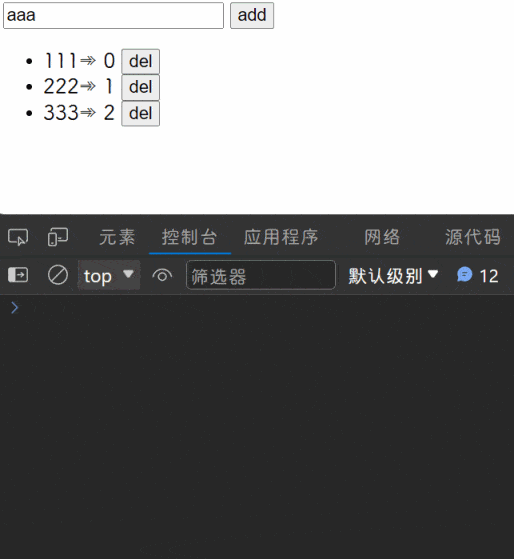 aaa add
111=> 0 del
222=> 1 del
333=> 2 del
元素 控制台 应用程序 网络 源代码
top 筛选器 默认级别 12